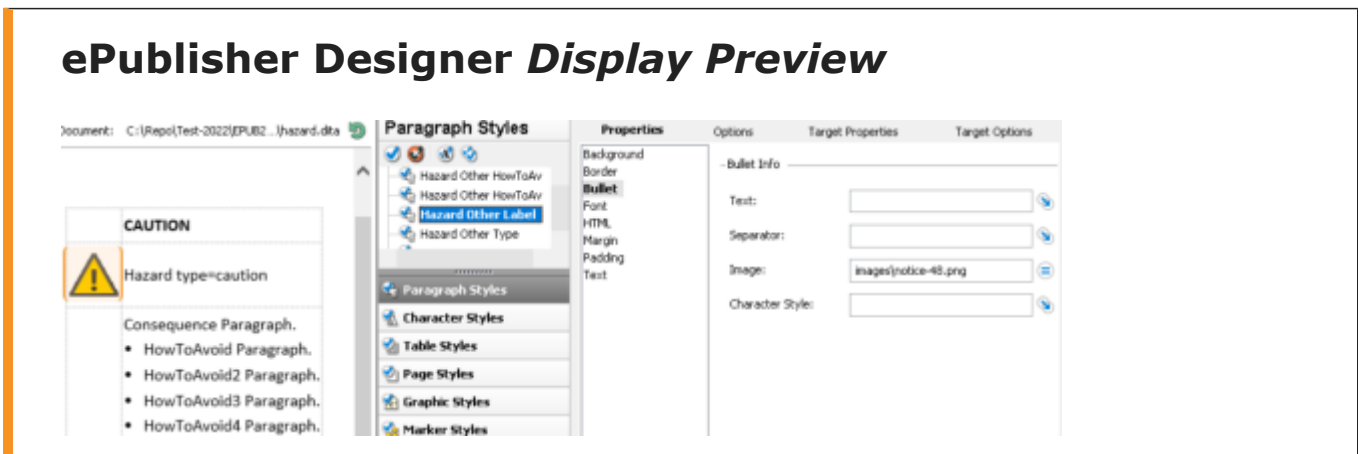 ePublisher Designer Display Preview
Document: C:\Repo\Test-2022\EPUB2...\hazard.dita
CAUTION
Hazard type=caution
Consequence Paragraph.
• HowToAvoid Paragraph.
• HowToAvoid2 Paragraph.
• HowToAvoid3 Paragraph.
• HowToAvoid4 Paragraph.
Paragraph Styles
Hazard Other HowToAv
Hazard Other HowToAv
Hazard Other Label
Hazard Other Type
Paragraph Styles
Character Styles
Table Styles
Page Styles
Graphic Styles
Marker Styles
Properties Options Target Properties Target Options
Background
Border
Bullet
Font
HTML
Margin
Padding
Text
Bullet Info
Text:
Separator:
Image: images\notice-48.png
Character Style: